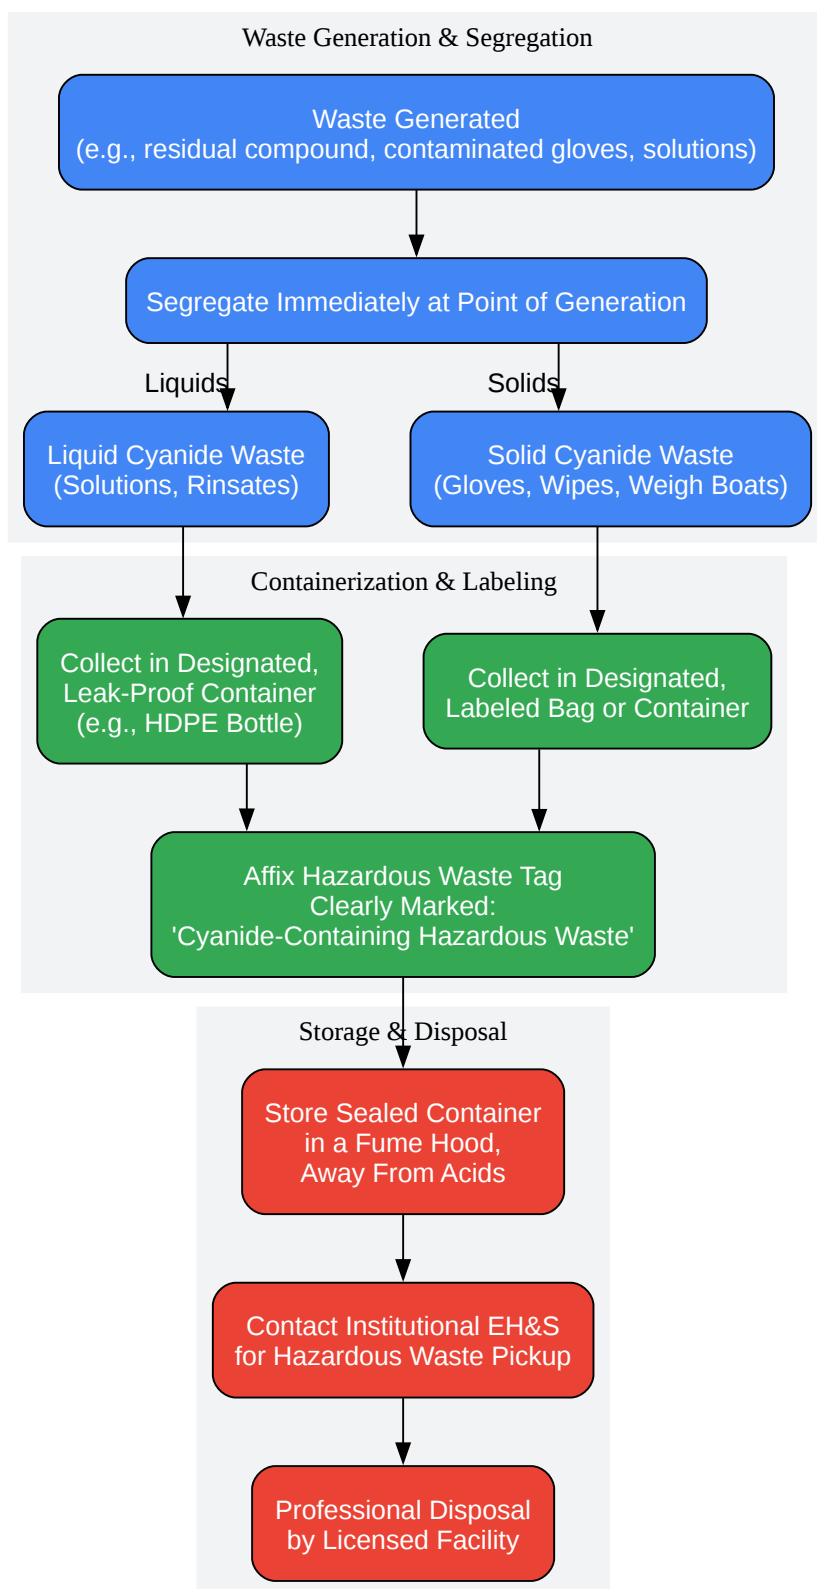 Waste Generation & Segregation
Waste Generated
(e.g., residual compound, contaminated gloves, solutions)
Segregate Immediately at Point of Generation
Liquids
Solids
Liquid Cyanide Waste
(Solutions, Rinsates)
Solid Cyanide Waste
(Gloves, Wipes, Weigh Boats)
Containerization & Labeling
Collect in Designated,
Leak-Proof Container
(e.g., HDPE Bottle)
Collect in Designated,
Labeled Bag or Container
Affix Hazardous Waste Tag
Clearly Marked:
'Cyanide-Containing Hazardous Waste'
Storage & Disposal
Store Sealed Container
in a Fume Hood,
Away From Acids
Contact Institutional EH&S
for Hazardous Waste Pickup
Professional Disposal
by Licensed Facility